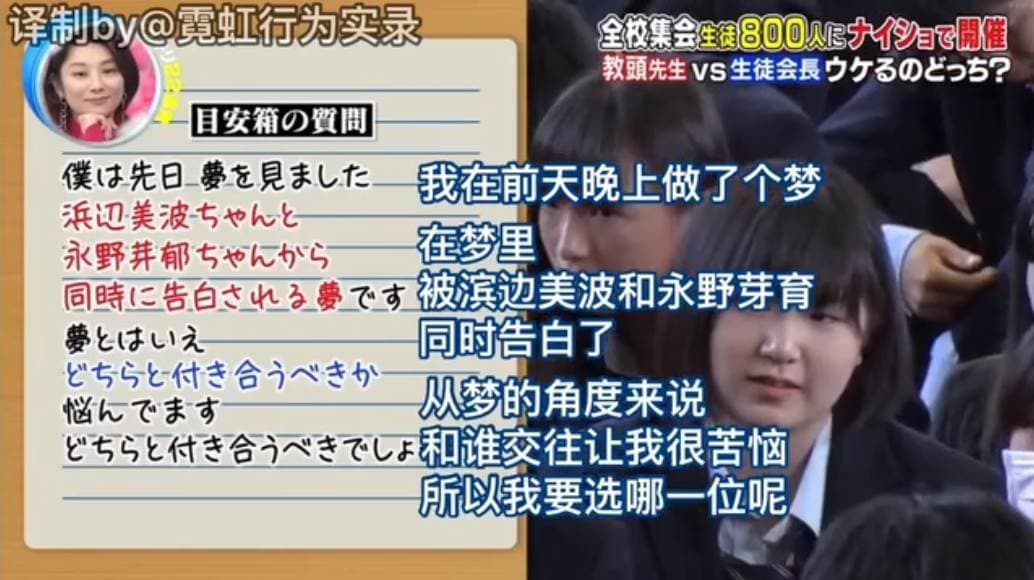 译制by@霓虹行为实录
全校集会生徒800人にナイショで開催
教頭先生VS生徒会長ウケるのどっち?
目安箱の質問
僕は先日 夢を見ました
浜辺美波ちゃんと
永野芽郁ちゃんから
同時に告白される夢です
夢とはいえ
どちらと付き合うべきか
悩んでます
どちらと付き合うべきでしょ
我在前天晚上做了个梦
在梦里
被滨边美波和永野芽育
同时告白了
从梦的角度来说
和谁交往让我很苦恼
所以我要选哪一位呢